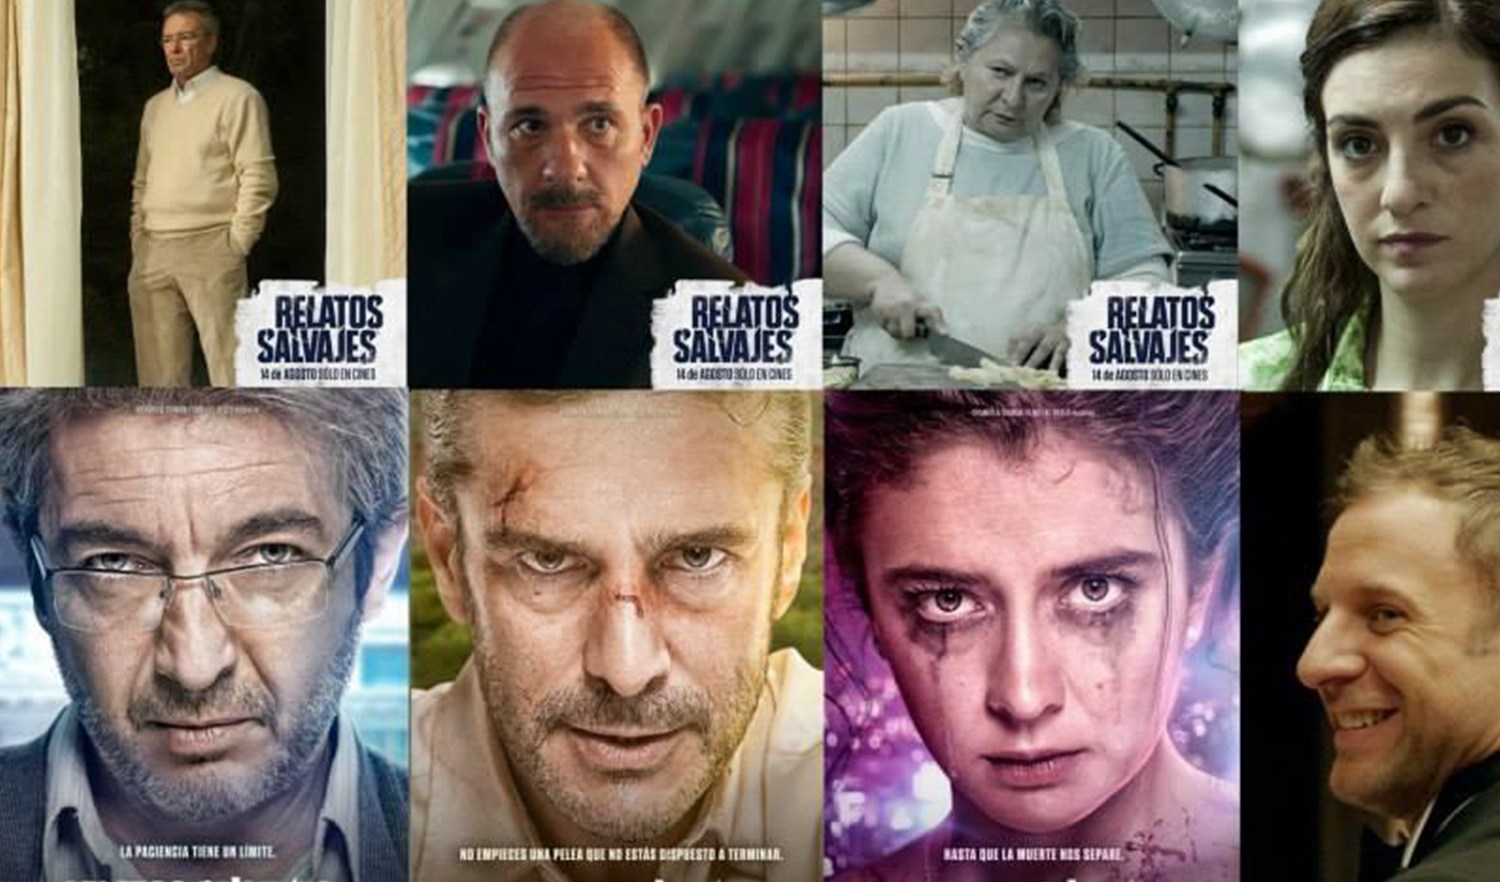 RELATOS
SALVAJES
14 de AGOSTO SÓLO EN CINES
RELATOS
SALVAJES
14 de AGOSTO SÓLO EN CINES
RELATOS
SALVAJES
14 de AGOSTO SÓLO EN CINES
LA PACIENCIA TIENE UN LÍMITE.
NO EMPIECES UNA PELEA QUE NO ESTÁS DISPUESTO A TERMINAR.
HASTA QUE LA MUERTE NOS SEPARE.